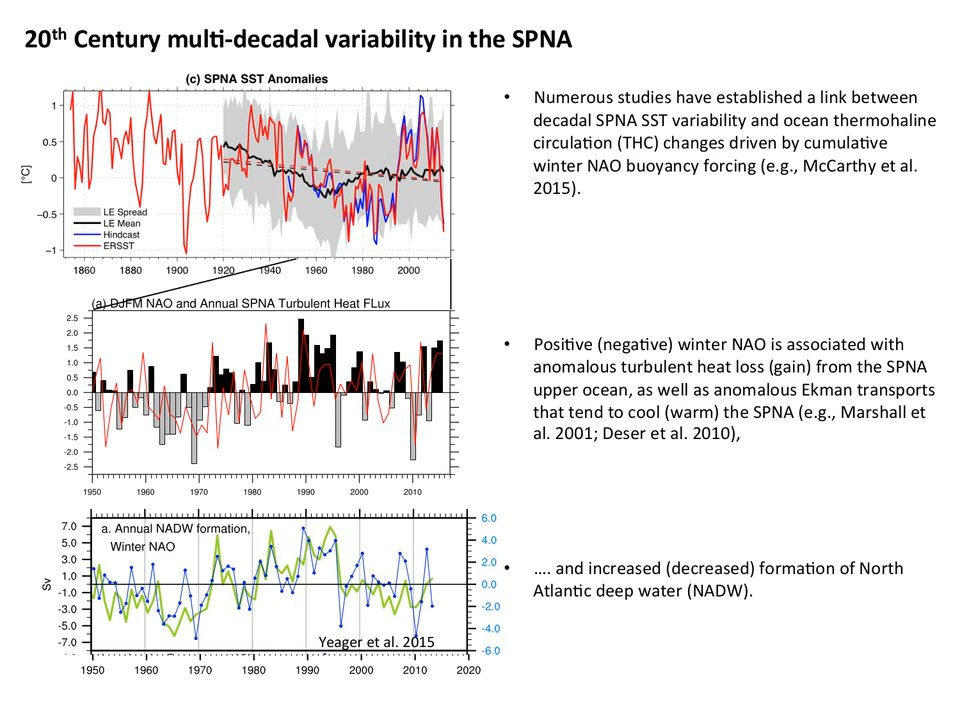 20th Century multi-decadal variability in the SPNA
(c) SPNA SST Anomalies
1
0.5
0
−0.5
−1
[°C]
LE Spread
LE Mean
Hindcast
ERSST
1860 1880 1900 1920 1940 1960 1980 2000
(a) DJFM NAO and Annual SPNA Turbulent Heat FLux
2.5
2.0
1.5
1.0
0.5
0.0
-0.5
-1.0
-1.5
-2.0
-2.5
1950 1960 1970 1980 1990 2000 2010
a. Annual NADW formation,
Winter NAO
7.0
5.0
3.0
1.0
-1.0
-3.0
-5.0
-7.0
Sv
6.0
4.0
2.0
0.0
-2.0
-4.0
-6.0
Yeager et al. 2015
1950 1960 1970 1980 1990 2000 2010 2020
• Numerous studies have established a link between
decadal SPNA SST variability and ocean thermohaline
circulation (THC) changes driven by cumulative
winter NAO buoyancy forcing (e.g., McCarthy et al.
2015).
• Positive (negative) winter NAO is associated with
anomalous turbulent heat loss (gain) from the SPNA
upper ocean, as well as anomalous Ekman transports
that tend to cool (warm) the SPNA (e.g., Marshall et
al. 2001; Deser et al. 2010),
• …. and increased (decreased) formation of North
Atlantic deep water (NADW).